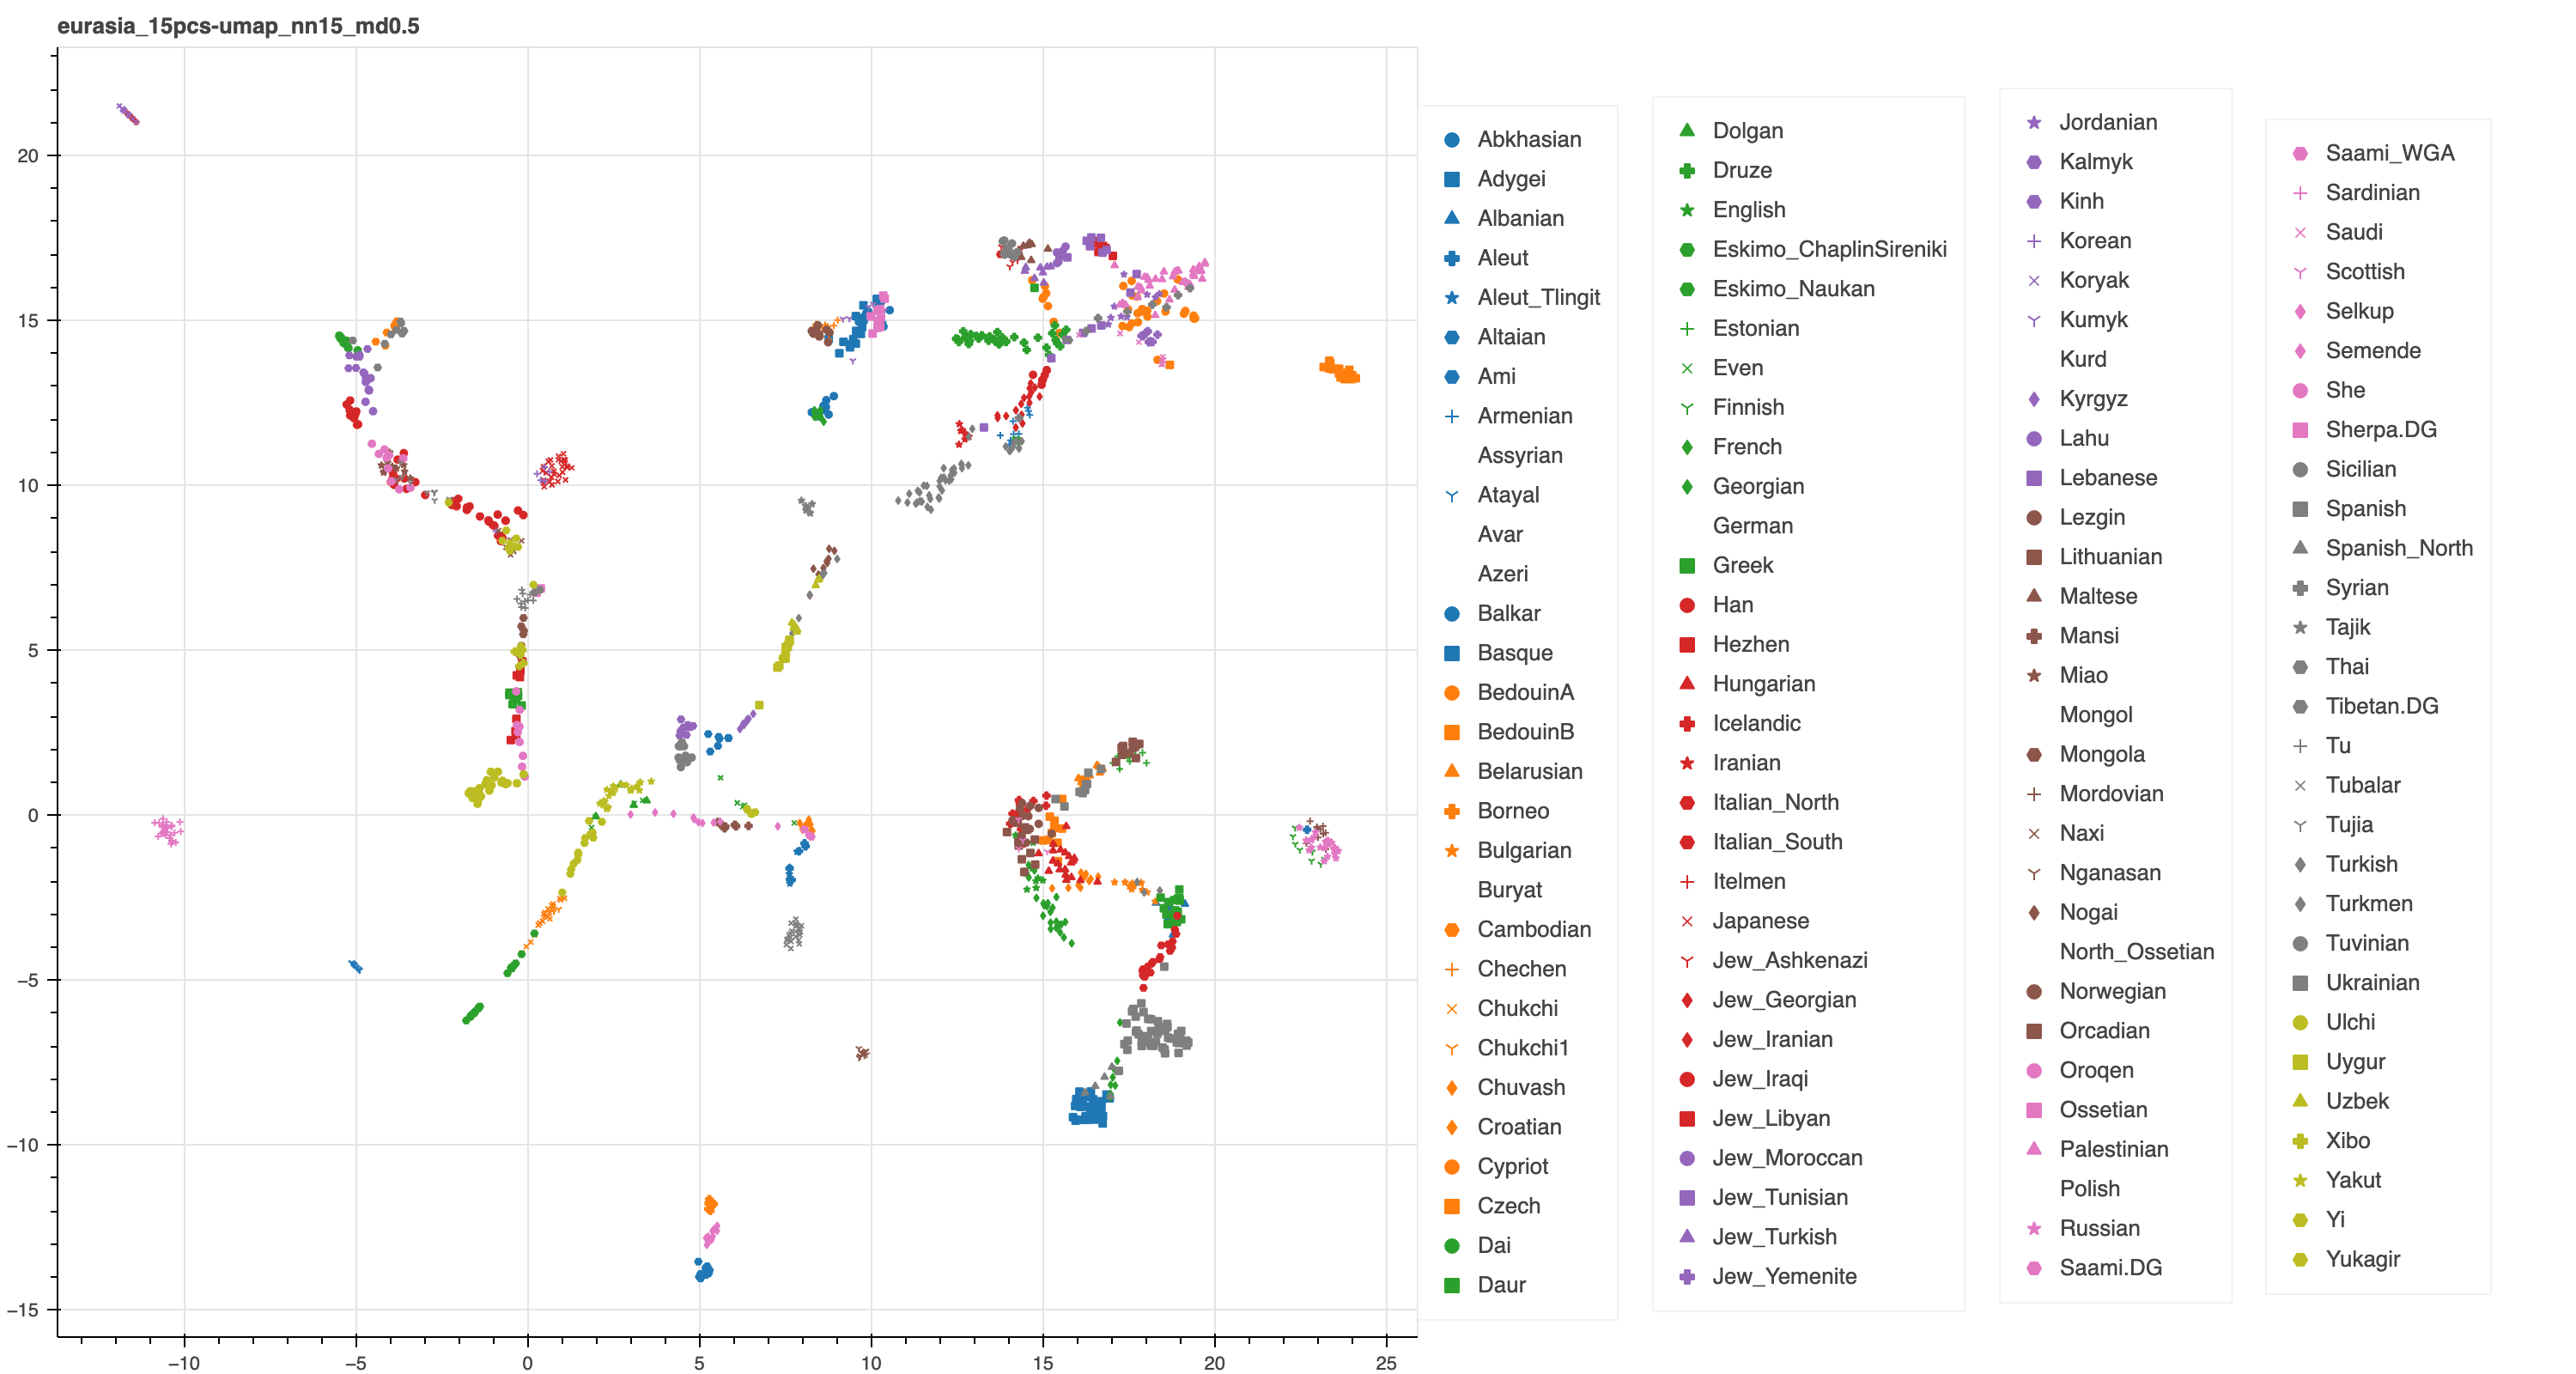 eurasia_15pcs-umap_nn15_md0.5
20
15
10
5
0
−5
−10
−15
−10
−5
0
5
10
15
20
25
Abkhasian
Adygei
Albanian
Aleut
Aleut_Tlingit
Altaian
Ami
Armenian
Assyrian
Atayal
Avar
Azeri
Balkar
Basque
BedouinA
BedouinB
Belarusian
Borneo
Bulgarian
Buryat
Cambodian
Chechen
Chukchi
Chukchi1
Chuvash
Croatian
Cypriot
Czech
Dai
Daur
Dolgan
Druze
English
Eskimo_ChaplinSireniki
Eskimo_Naukan
Estonian
Even
Finnish
French
Georgian
German
Greek
Han
Hezhen
Hungarian
Icelandic
Iranian
Italian_North
Italian_South
Itelmen
Japanese
Jew_Ashkenazi
Jew_Georgian
Jew_Iranian
Jew_Iraqi
Jew_Libyan
Jew_Moroccan
Jew_Tunisian
Jew_Turkish
Jew_Yemenite
Jordanian
Kalmyk
Kinh
Korean
Koryak
Kumyk
Kurd
Kyrgyz
Lahu
Lebanese
Lezgin
Lithuanian
Maltese
Mansi
Miao
Mongol
Mongola
Mordovian
Naxi
Nganasan
Nogai
North_Ossetian
Norwegian
Orcadian
Oroqen
Ossetian
Palestinian
Polish
Russian
Saami.DG
Saami_WGA
Sardinian
Saudi
Scottish
Selkup
Semende
She
Sherpa.DG
Sicilian
Spanish
Spanish_North
Syrian
Tajik
Thai
Tibetan.DG
Tu
Tubalar
Tujia
Turkish
Turkmen
Tuvinian
Ukrainian
Ulchi
Uygur
Uzbek
Xibo
Yakut
Yi
Yukagir